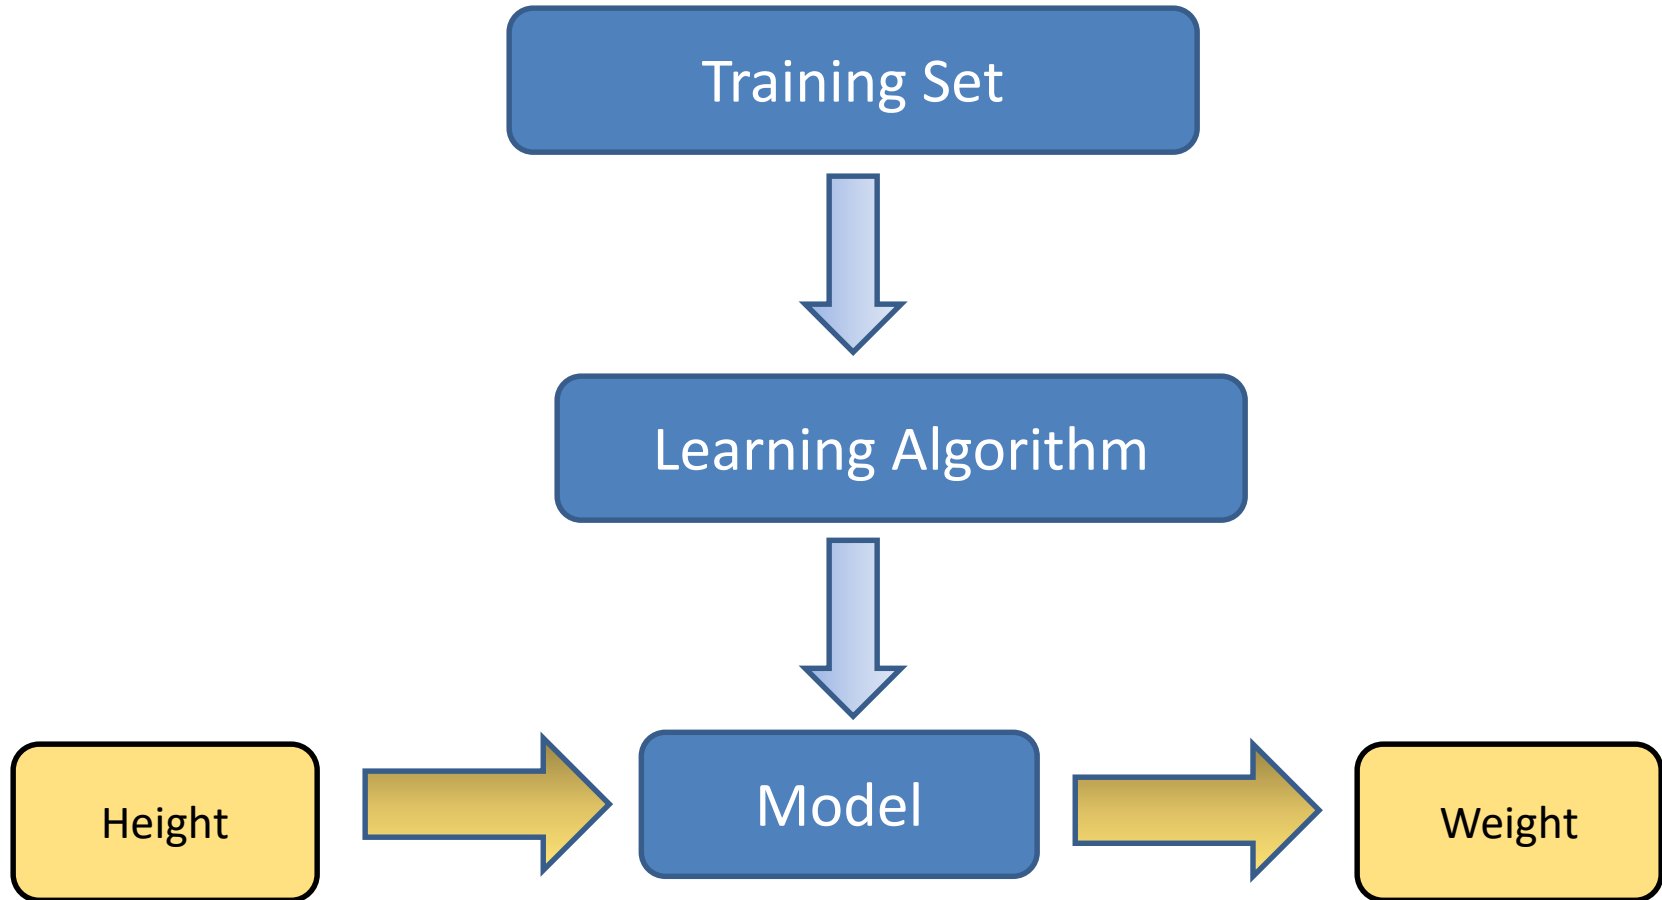 Training Set
Learning Algorithm
Height
Model
Weight